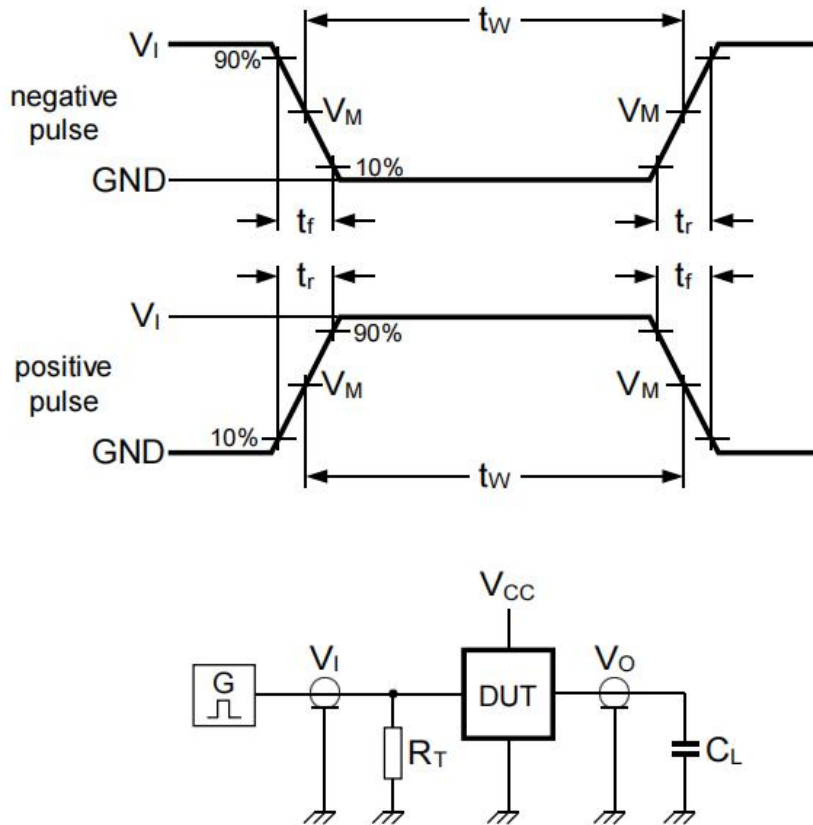 tW
VI
90%
negative
pulse
VM
VM
GND
10%
tf
tr
tr
tf
VI
90%
positive
pulse
VM
VM
10%
GND
tW
VCC
G
VI
DUT
VO
RT
CL